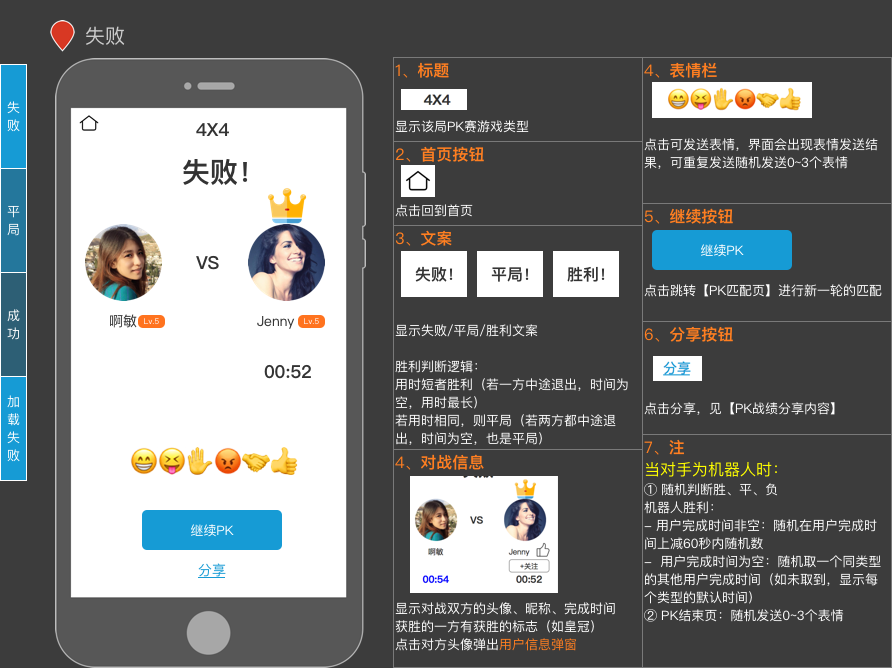 失败
失败
平局
成功
加载失败
4X4
失败！
VS
啊敏 Lv.5
Jenny Lv.5
00:52
继续PK
分享
1、标题
4X4
显示该局PK赛游戏类型
2、首页按钮
点击回到首页
3、文案
失败！ 平局！ 胜利！
显示失败/平局/胜利文案
胜利判断逻辑：
用时短者胜利（若一方中途退出，时间为
空，用时最长）
若用时相同，则平局（若两方都中途退
出，时间为空，也是平局）
4、对战信息
VS
啊敏
Jenny
+关注
00:54
00:52
显示对战双方的头像、昵称、完成时间
获胜的一方有获胜的标志（如皇冠）
点击对方头像弹出用户信息弹窗
4、表情栏
点击可发送表情，界面会出现表情发送结
果，可重复发送随机发送0~3个表情
5、继续按钮
继续PK
点击跳转【PK匹配页】进行新一轮的匹配
6、分享按钮
分享
点击分享，见【PK战绩分享内容】
7、注
当对手为机器人时：
① 随机判断胜、平、负
机器人胜利：
- 用户完成时间非空：随机在用户完成时
间上减60秒内随机数
- 用户完成时间为空：随机取一个同类型
的其他用户完成时间（如未取到，显示每
个类型的默认时间）
② PK结束页：随机发送0~3个表情